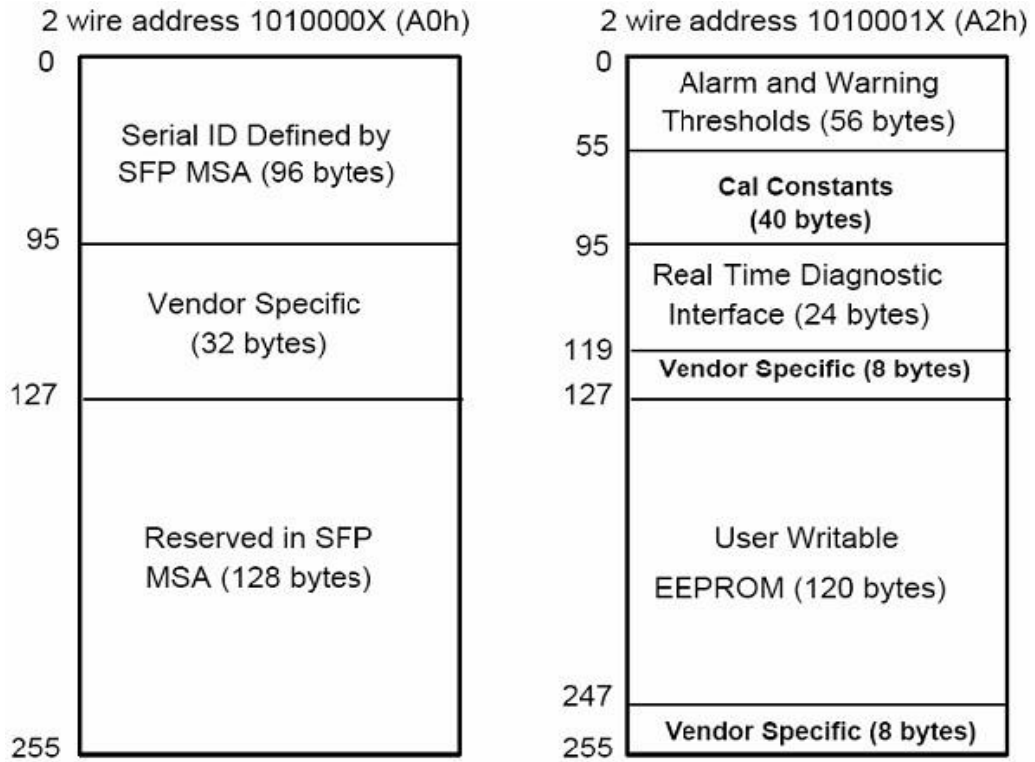 2 wire address 1010000X (A0h)
0
Serial ID Defined by
SFP MSA (96 bytes)
95
Vendor Specific
(32 bytes)
127
Reserved in SFP
MSA (128 bytes)
255
2 wire address 1010001X (A2h)
0
Alarm and Warning
Thresholds (56 bytes)
55
Cal Constants
(40 bytes)
95
Real Time Diagnostic
Interface (24 bytes)
119
Vendor Specific (8 bytes)
127
User Writable
EEPROM (120 bytes)
247
Vendor Specific (8 bytes)
255